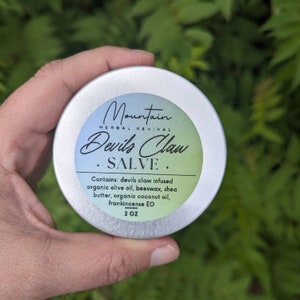 Mountain
HERBAL REVIVAL
Devils Claw
· SALVE ·
Contains: devils claw infused
organic olive oil, beeswax, shea
butter, organic coconut oil,
frankincense EO
2 OZ